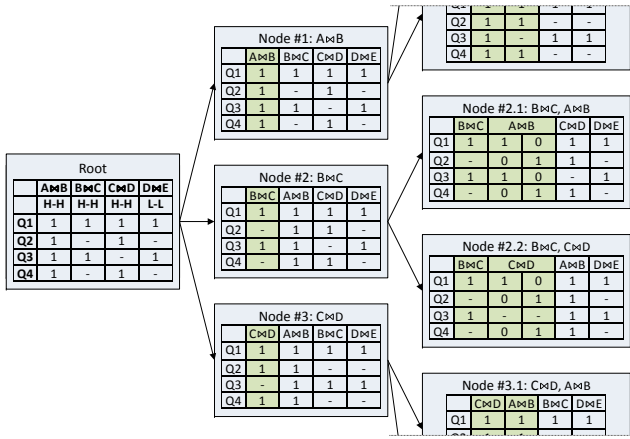 Root
A⋈B B⋈C C⋈D D⋈E
H-H H-H H-H L-L
Q1 1 1 1 1
Q2 1 - 1 -
Q3 1 1 - 1
Q4 1 - 1 -
Node #1: A⋈B
A⋈B B⋈C C⋈D D⋈E
Q1 1 1 1 1
Q2 1 - 1 -
Q3 1 1 - 1
Q4 1 - 1 -
Node #2: B⋈C
B⋈C A⋈B C⋈D D⋈E
Q1 1 1 1 1
Q2 - 1 1 -
Q3 1 1 - 1
Q4 - 1 1 -
Node #3: C⋈D
C⋈D A⋈B B⋈C D⋈E
Q1 1 1 1 1
Q2 1 1 - -
Q3 - 1 1 1
Q4 1 1 - -
Q2 1 1 - -
Q3 1 - 1 1
Q4 1 1 - -
Node #2.1: B⋈C, A⋈B
B⋈C A⋈B C⋈D D⋈E
Q1 1 1 0 1 1
Q2 - 0 1 1 -
Q3 1 1 0 - 1
Q4 - 0 1 1 -
Node #2.2: B⋈C, C⋈D
B⋈C C⋈D A⋈B D⋈E
Q1 1 1 0 1 1
Q2 - 0 1 1 -
Q3 1 - - 1 1
Q4 - 0 1 1 -
Node #3.1: C⋈D, A⋈B
C⋈D A⋈B B⋈C D⋈E
Q1 1 1 1 1